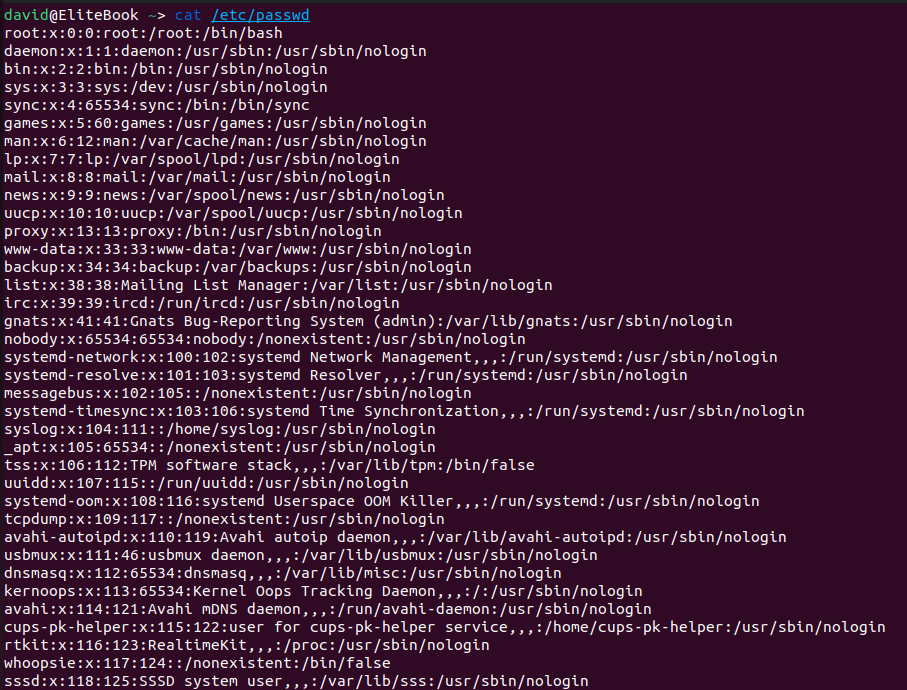 david@EliteBook ~> cat /etc/passwd
root:x:0:0:root:/root:/bin/bash
daemon:x:1:1:daemon:/usr/sbin:/usr/sbin/nologin
bin:x:2:2:bin:/bin:/usr/sbin/nologin
sys:x:3:3:sys:/dev:/usr/sbin/nologin
sync:x:4:65534:sync:/bin:/bin/sync
games:x:5:60:games:/usr/games:/usr/sbin/nologin
man:x:6:12:man:/var/cache/man:/usr/sbin/nologin
lp:x:7:7:lp:/var/spool/lpd:/usr/sbin/nologin
mail:x:8:8:mail:/var/mail:/usr/sbin/nologin
news:x:9:9:news:/var/spool/news:/usr/sbin/nologin
uucp:x:10:10:uucp:/var/spool/uucp:/usr/sbin/nologin
proxy:x:13:13:proxy:/bin:/usr/sbin/nologin
www-data:x:33:33:www-data:/var/www:/usr/sbin/nologin
backup:x:34:34:backup:/var/backups:/usr/sbin/nologin
list:x:38:38:Mailing List Manager:/var/list:/usr/sbin/nologin
irc:x:39:39:ircd:/run/ircd:/usr/sbin/nologin
gnats:x:41:41:Gnats Bug-Reporting System (admin):/var/lib/gnats:/usr/sbin/nologin
nobody:x:65534:65534:nobody:/nonexistent:/usr/sbin/nologin
systemd-network:x:100:102:systemd Network Management,,,:/run/systemd:/usr/sbin/nologin
systemd-resolve:x:101:103:systemd Resolver,,,:/run/systemd:/usr/sbin/nologin
messagebus:x:102:105::/nonexistent:/usr/sbin/nologin
systemd-timesync:x:103:106:systemd Time Synchronization,,,:/run/systemd:/usr/sbin/nologin
syslog:x:104:111::/home/syslog:/usr/sbin/nologin
_apt:x:105:65534::/nonexistent:/usr/sbin/nologin
tss:x:106:112:TPM software stack,,,:/var/lib/tpm:/bin/false
uuidd:x:107:115::/run/uuidd:/usr/sbin/nologin
systemd-oom:x:108:116:systemd Userspace OOM Killer,,,:/run/systemd:/usr/sbin/nologin
tcpdump:x:109:117::/nonexistent:/usr/sbin/nologin
avahi-autoipd:x:110:119:Avahi autoip daemon,,,:/var/lib/avahi-autoipd:/usr/sbin/nologin
usbmux:x:111:46:usbmux daemon,,,:/var/lib/usbmux:/usr/sbin/nologin
dnsmasq:x:112:65534:dnsmasq,,,:/var/lib/misc:/usr/sbin/nologin
kernoops:x:113:65534:Kernel Oops Tracking Daemon,,,:/:/usr/sbin/nologin
avahi:x:114:121:Avahi mDNS daemon,,,:/run/avahi-daemon:/usr/sbin/nologin
cups-pk-helper:x:115:122:user for cups-pk-helper service,,,:/home/cups-pk-helper:/usr/sbin/nologin
rtkit:x:116:123:RealtimeKit,,,:/proc:/usr/sbin/nologin
whoopsie:x:117:124::/nonexistent:/bin/false
sssd:x:118:125:SSSD system user,,,:/var/lib/sss:/usr/sbin/nologin